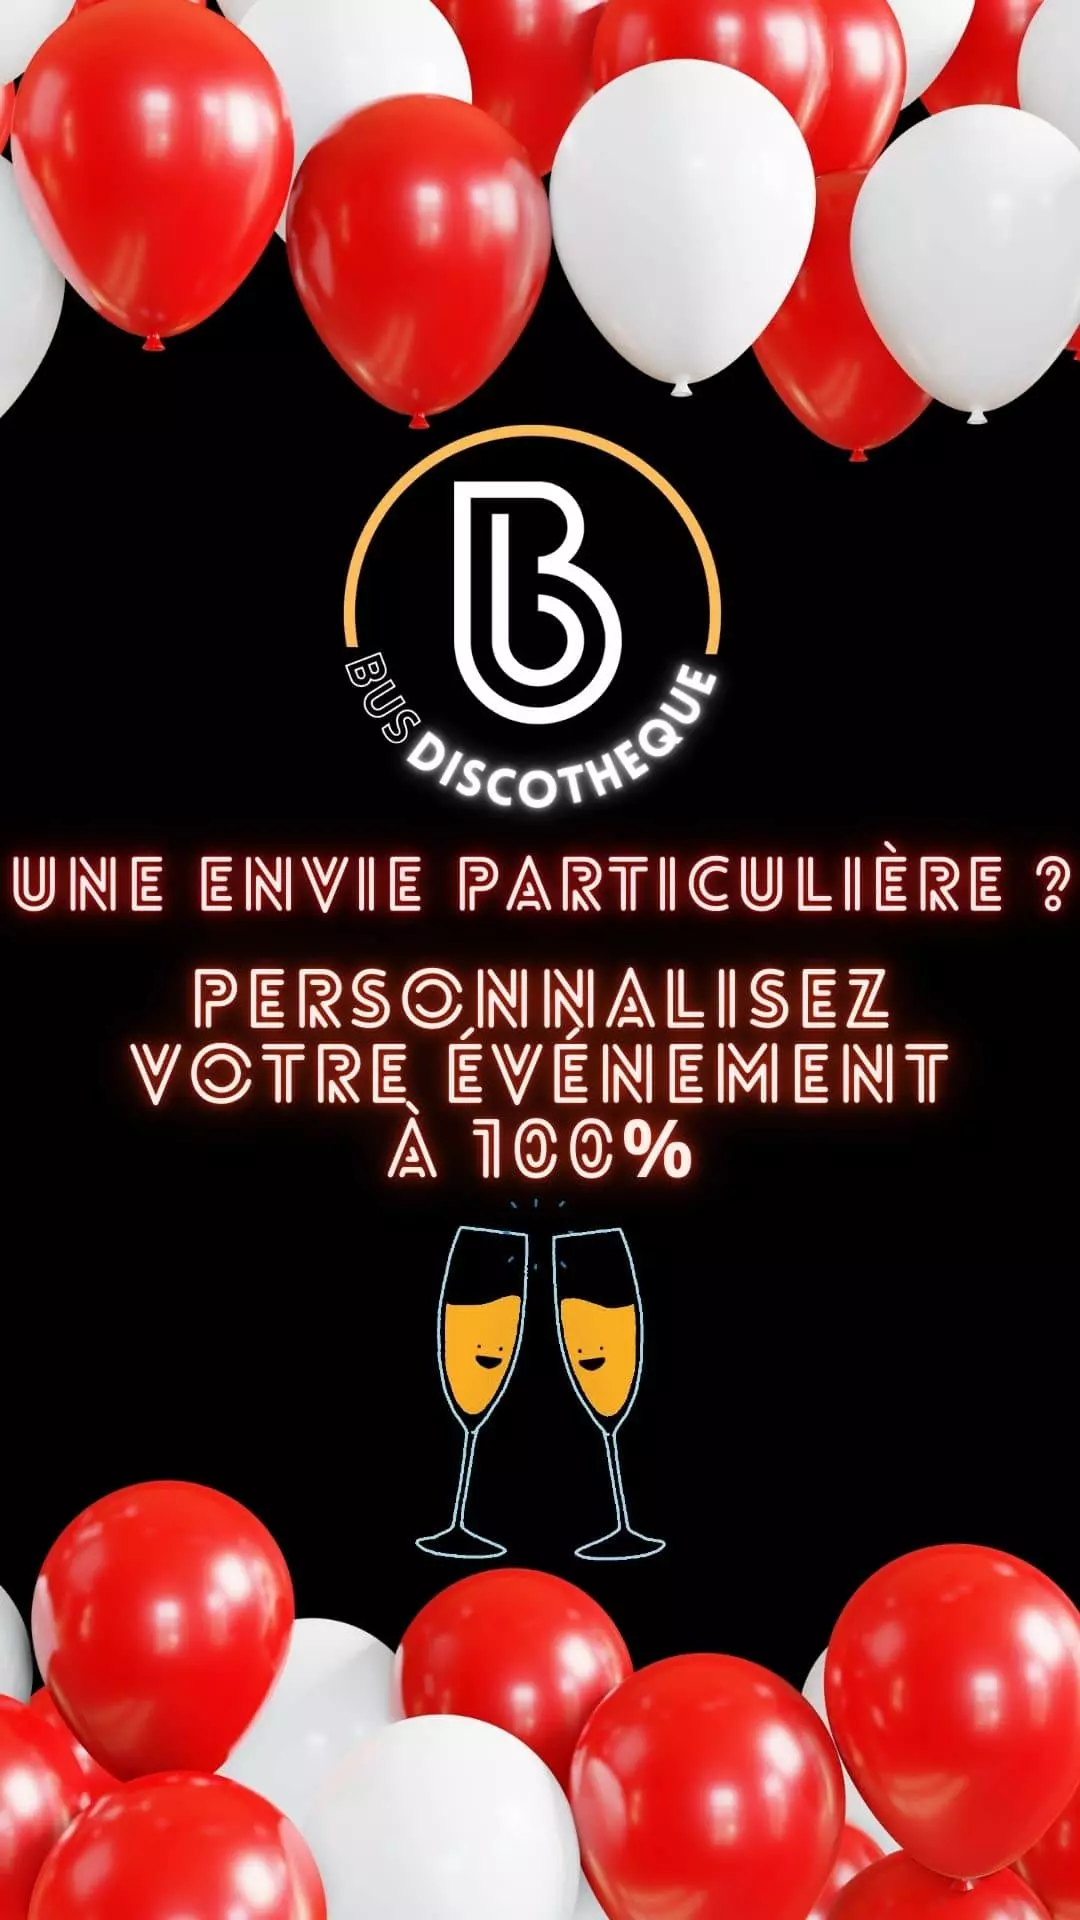 B
BUS DISCOTHEQUE
UNE ENVIE PARTICULIÈRE ?
PERSONNALISEZ
VOTRE ÉVÉNEMENT
À 100%